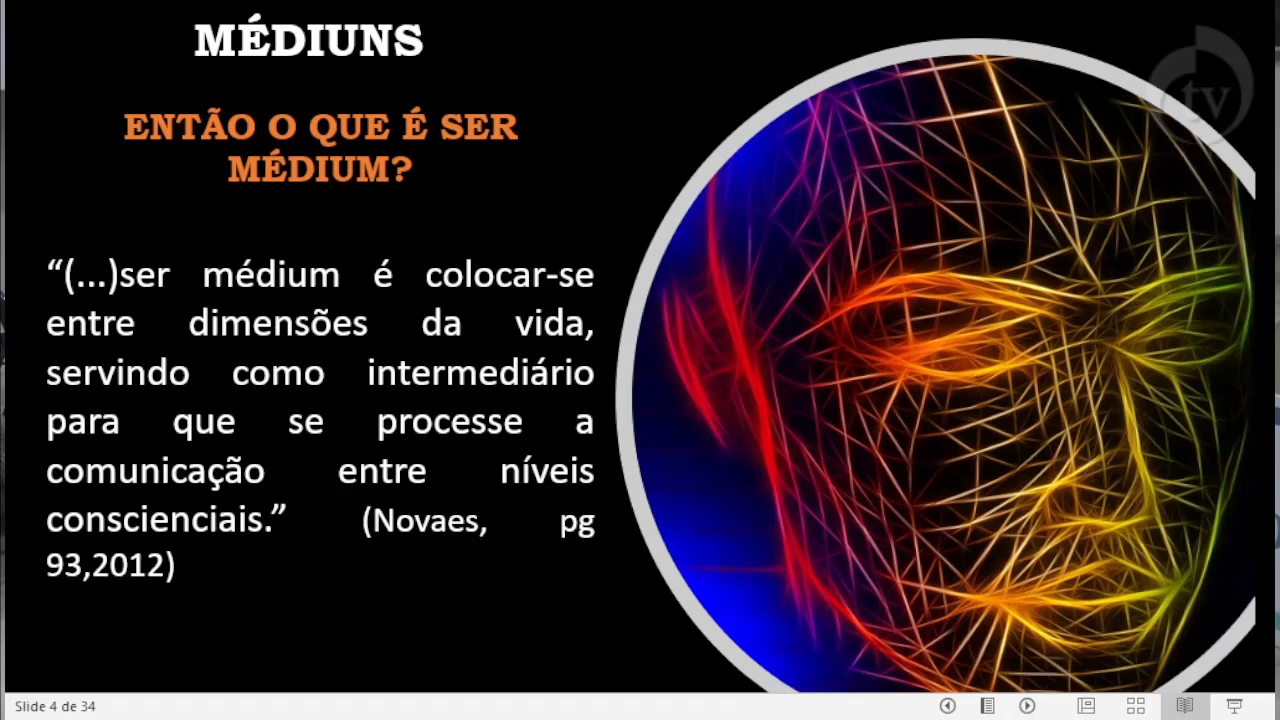 MÉDIUNS
ENTÃO O QUE É SER
MÉDIUM?
“(...)ser médium é colocar-se
entre dimensões da vida,
servindo como intermediário
para que se processe a
comunicação entre níveis
conscienciais.” (Novaes, pg
93,2012)
tv
Slide 4 de 34